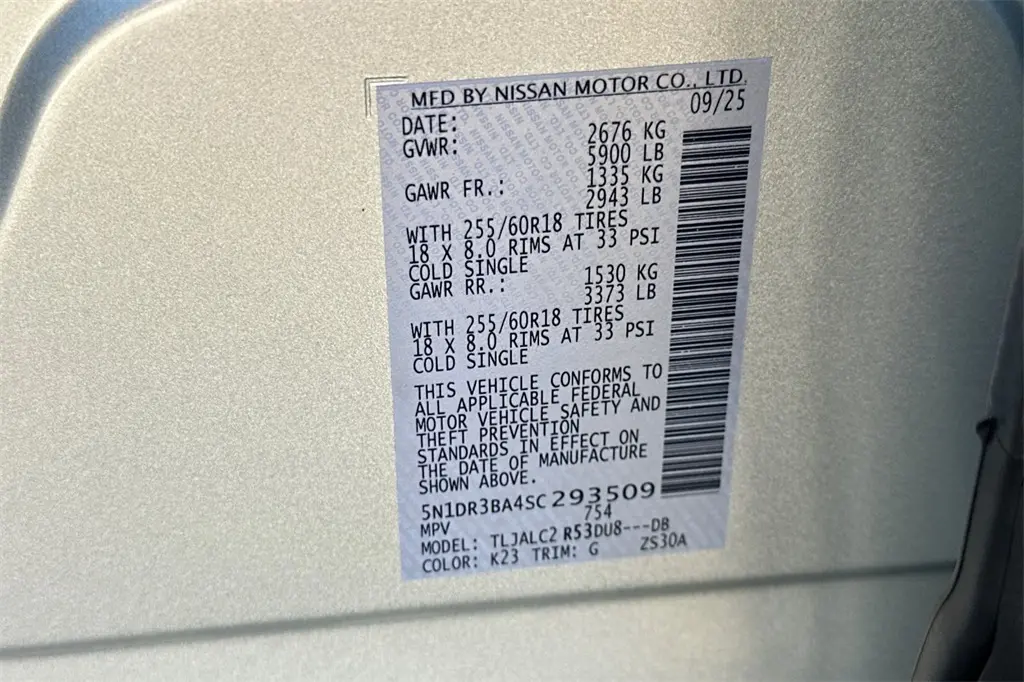 MFD BY NISSAN MOTOR CO., LTD.
DATE: 09/25
GVWR: 2676 KG
5900 LB
GAWR FR.: 1335 KG
2943 LB
WITH 255/60R18 TIRES
18 X 8.0 RIMS AT 33 PSI
COLD SINGLE
GAWR RR.: 1530 KG
3373 LB
WITH 255/60R18 TIRES
18 X 8.0 RIMS AT 33 PSI
COLD SINGLE
THIS VEHICLE CONFORMS TO
ALL APPLICABLE FEDERAL
MOTOR VEHICLE SAFETY AND
THEFT PREVENTION
STANDARDS IN EFFECT ON
THE DATE OF MANUFACTURE
SHOWN ABOVE.
5N1DR3BA4SC293509
MPV 754
MODEL: TLJALC2 R53DU8---DB
COLOR: K23 TRIM: G ZS30A